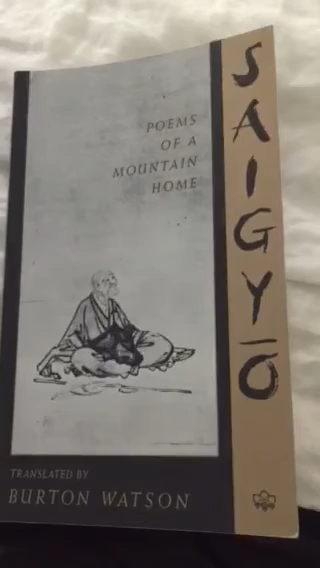 POEMS
OF A
MOUNTAIN
HOME
SAIGYŌ
TRANSLATED BY
BURTON WATSON